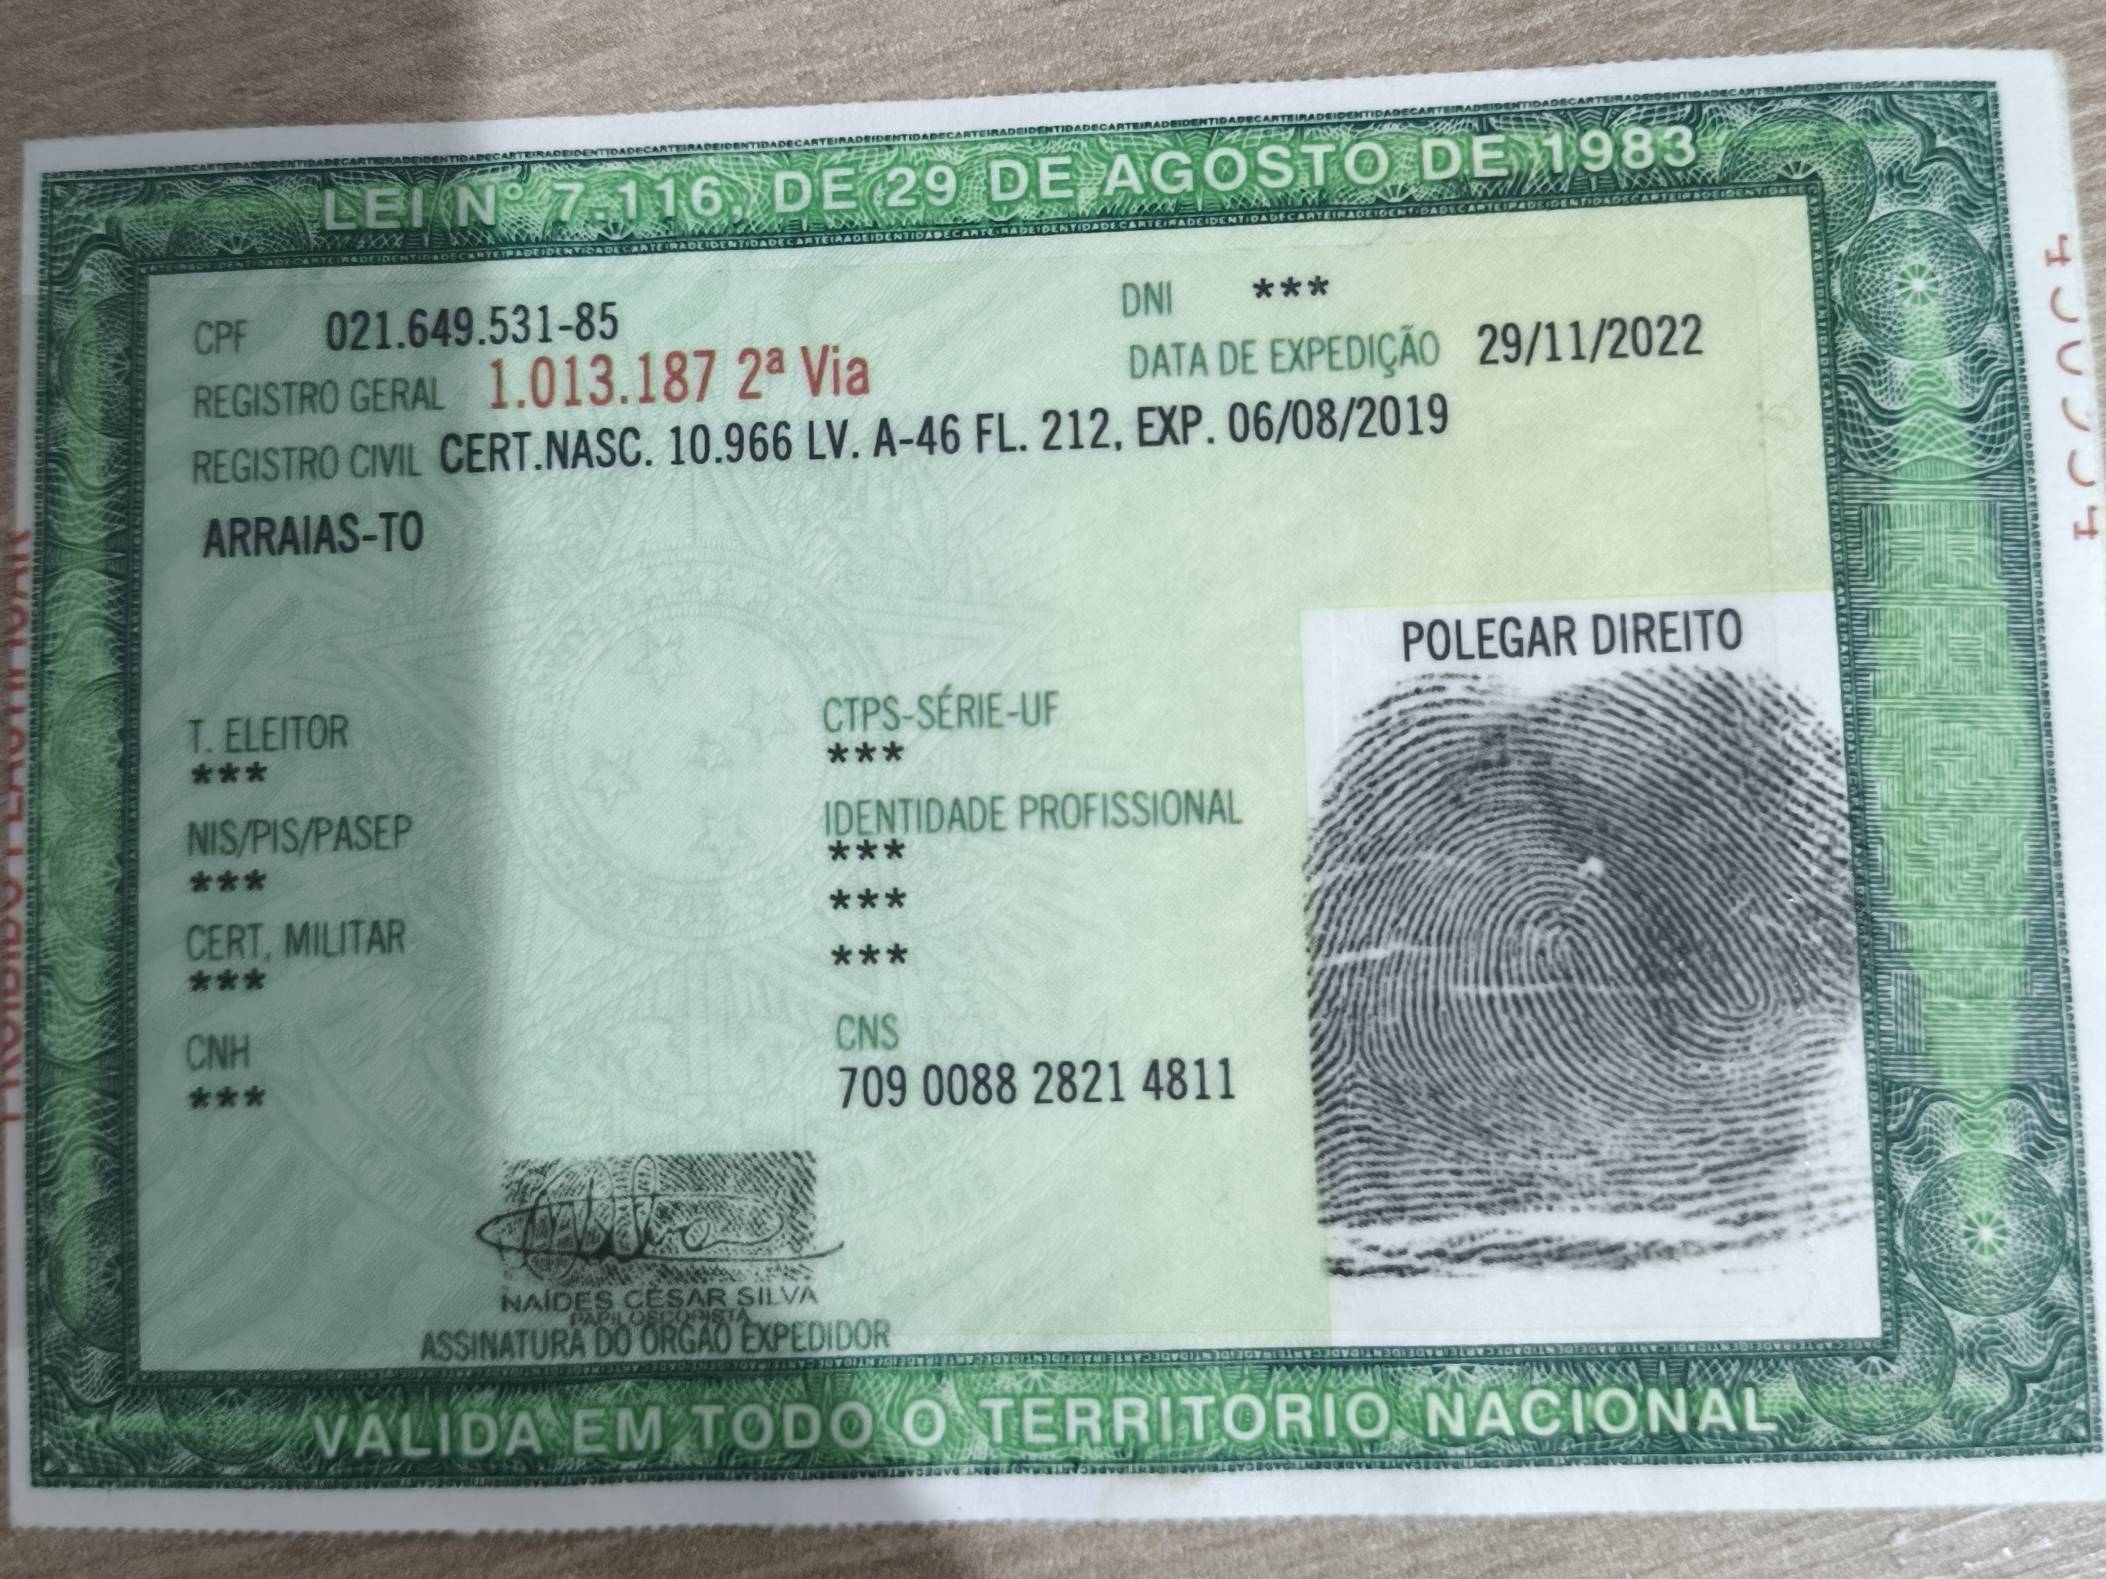 LEI Nº 7.116, DE 29 DE AGOSTO DE 1983
CPF 021.649.531-85
DNI ***
REGISTRO GERAL 1.013.187 2ª Via
DATA DE EXPEDIÇÃO 29/11/2022
REGISTRO CIVIL CERT.NASC. 10.966 LV. A-46 FL. 212, EXP. 06/08/2019
ARRAIAS-TO
POLEGAR DIREITO
T. ELEITOR
***
CTPS-SÉRIE-UF
***
NIS/PIS/PASEP
***
IDENTIDADE PROFISSIONAL
***
***
***
CERT. MILITAR
***
CNH
***
CNS
709 0088 2821 4811
NAÍDES CÉSAR SILVA
PAPILOSCOPISTA
ASSINATURA DO ÓRGÃO EXPEDIDOR
VÁLIDA EM TODO O TERRITÓRIO NACIONAL